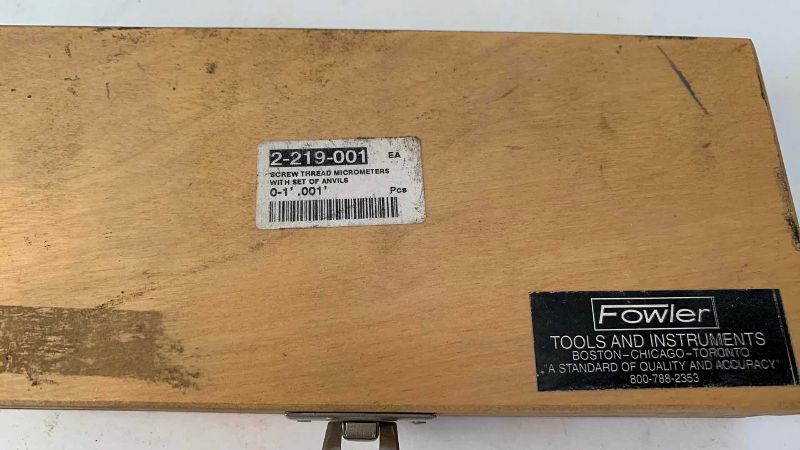 2-219-001 EA
SCREW THREAD MICROMETERS
WITH SET OF ANVILS
0-1' .001' Pcs
Fowler
TOOLS AND INSTRUMENTS
BOSTON-CHICAGO-TORONTO
"A STANDARD OF QUALITY AND ACCURACY"
800-788-2353